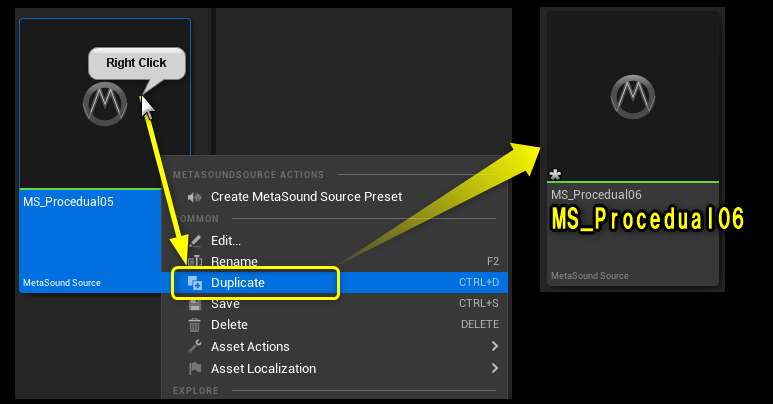 Right Click
MS_Procedual05
MetaSound Source
METASOUNDSOURCE ACTIONS
Create MetaSound Source Preset
COMMON
Edit...
Rename F2
Duplicate CTRL+D
Save CTRL+S
Delete DELETE
Asset Actions
Asset Localization
EXPLORE
MS_Procedual06
MS_Procedual06
MetaSound Source